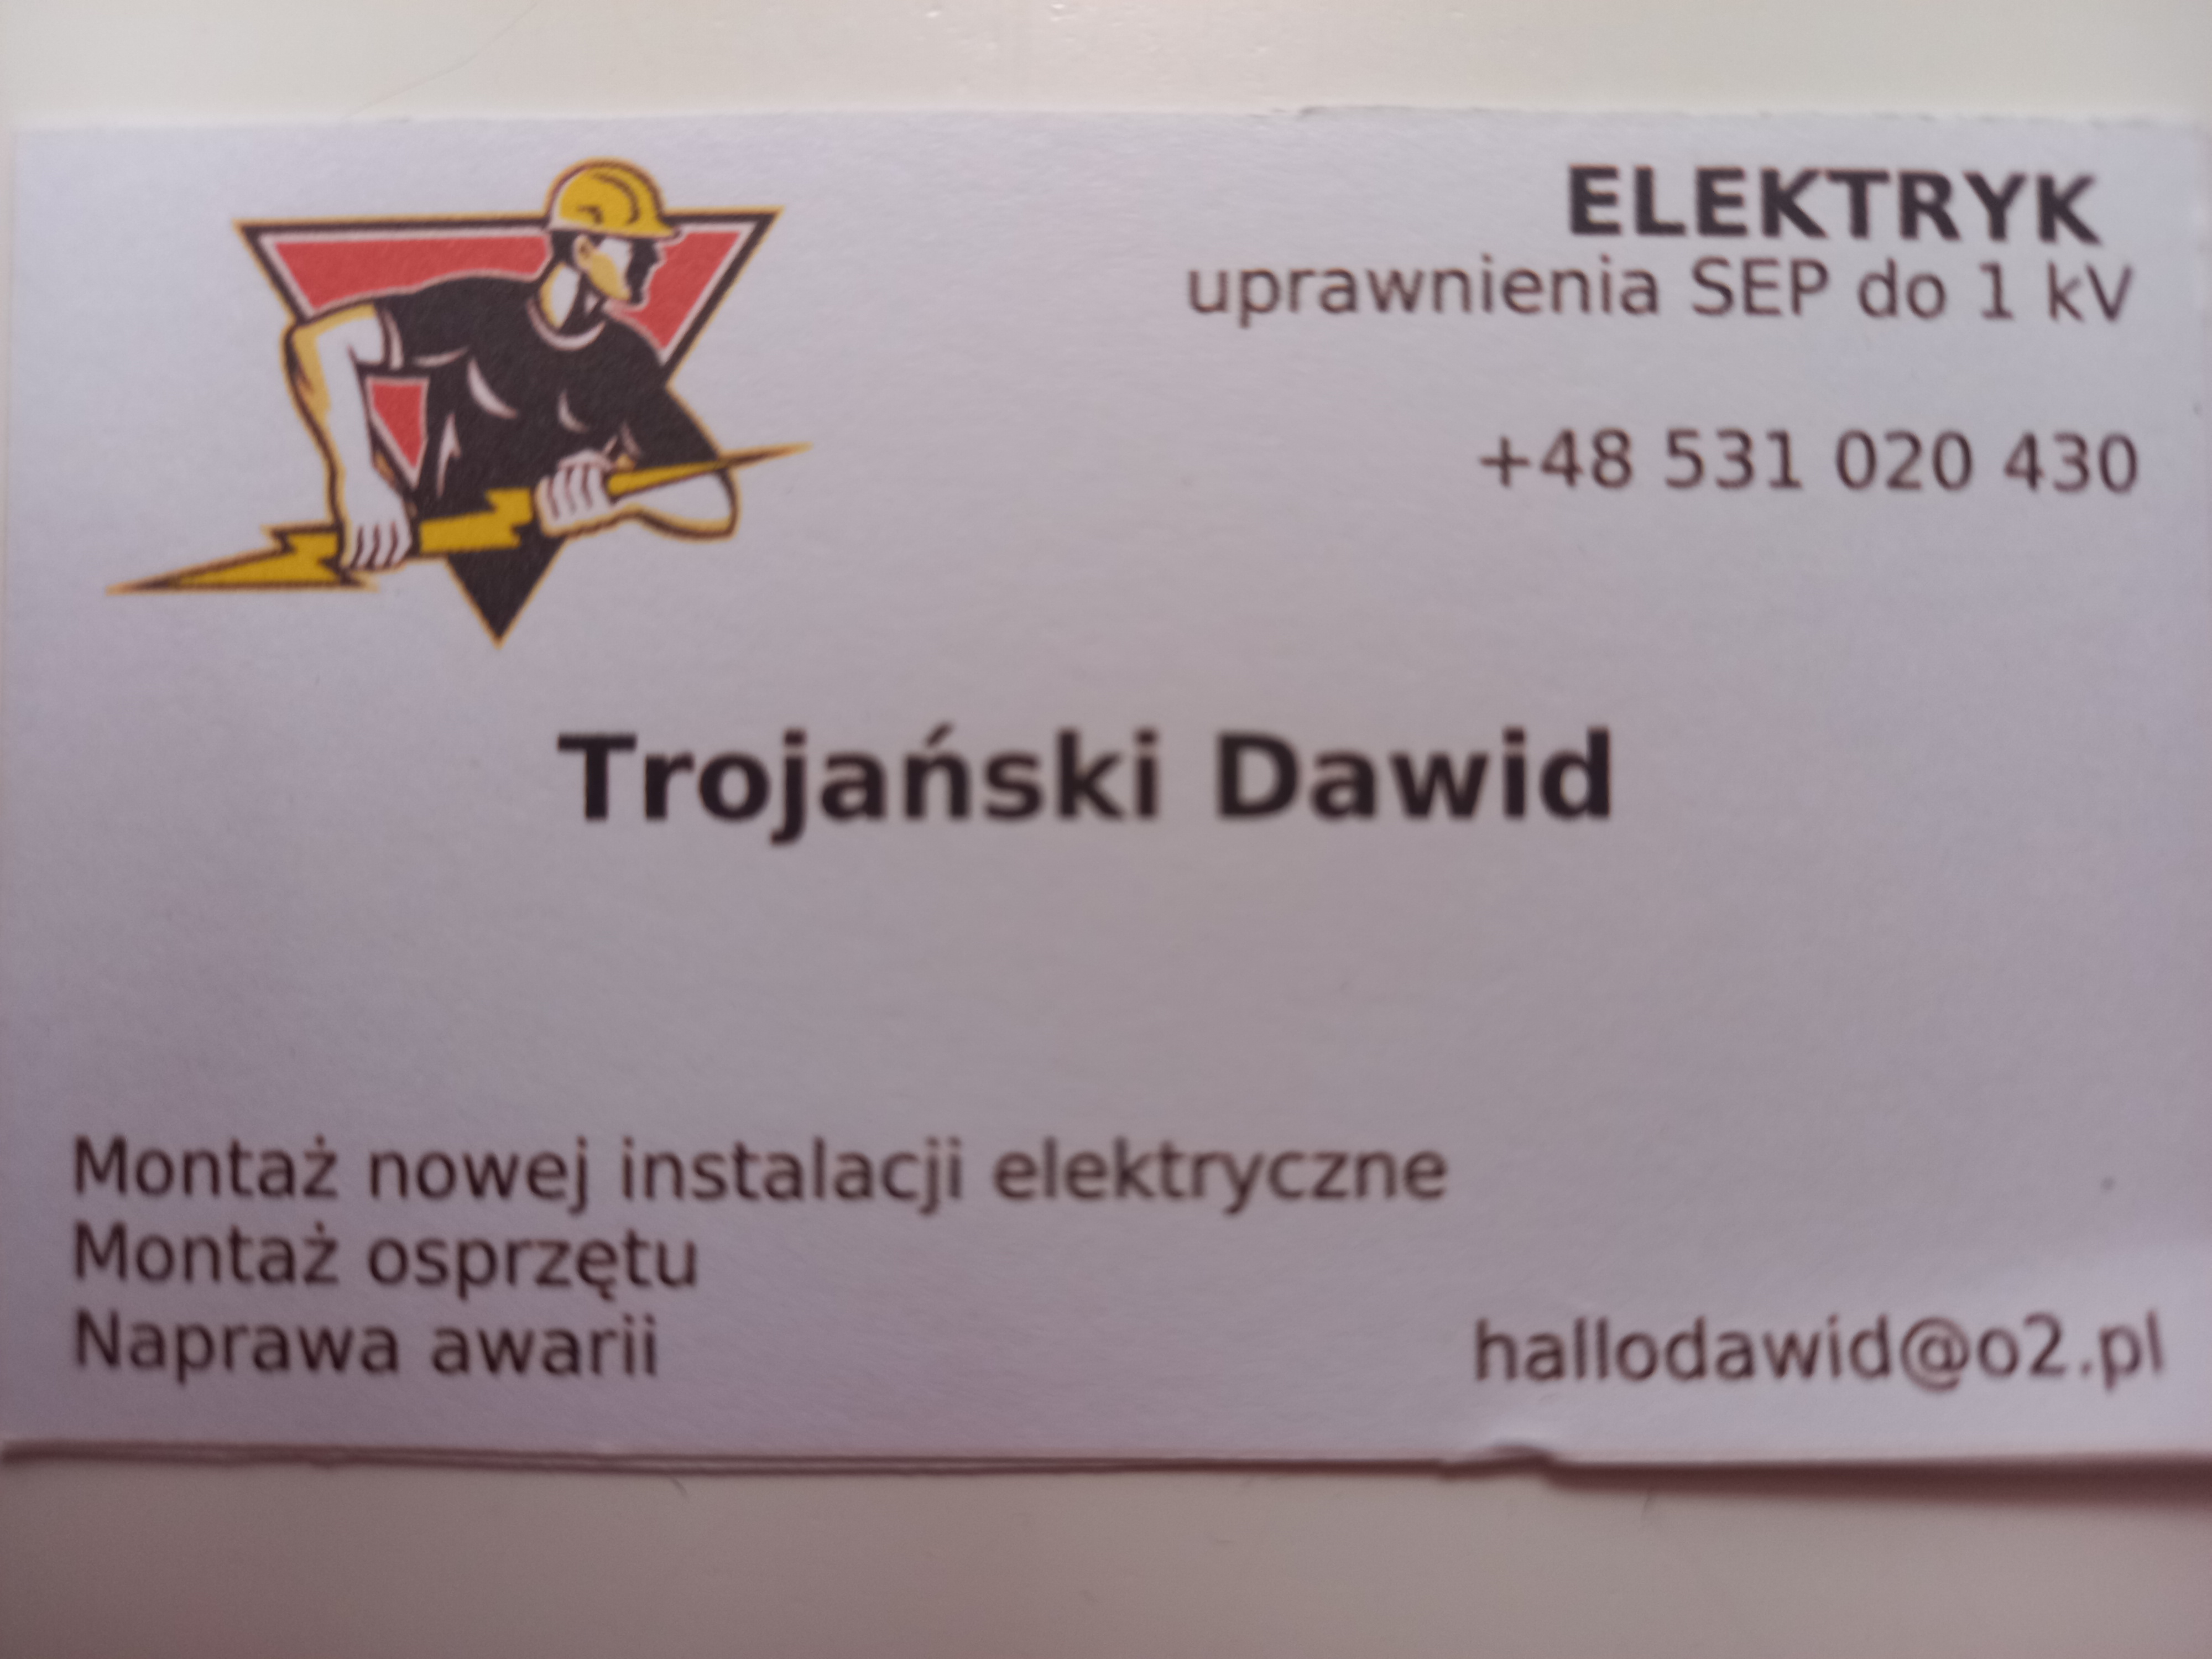 ELEKTRYK
uprawnienia SEP do 1 kV
+48 531 020 430
Trojański Dawid
Montaż nowej instalacji elektryczne
Montaż osprzętu
Naprawa awarii
hallodawid@o2.pl